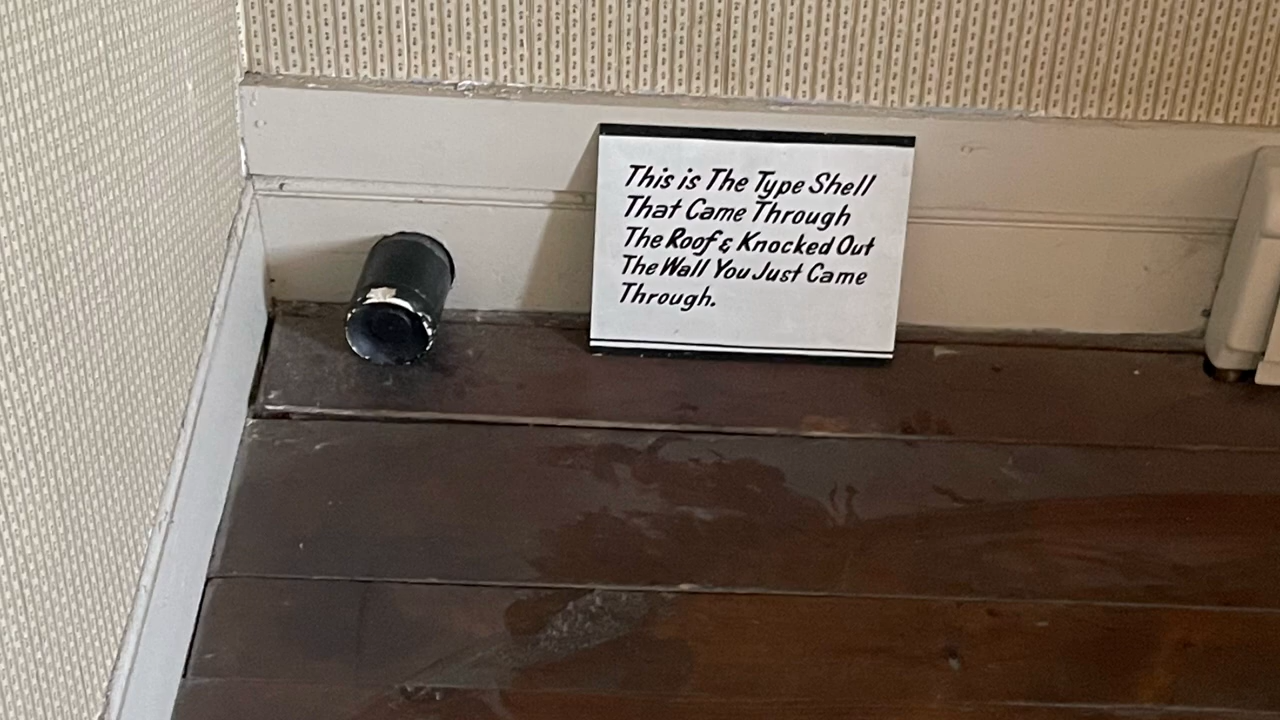 This is The Type Shell
That Came Through
The Roof & Knocked Out
The Wall You Just Came
Through.